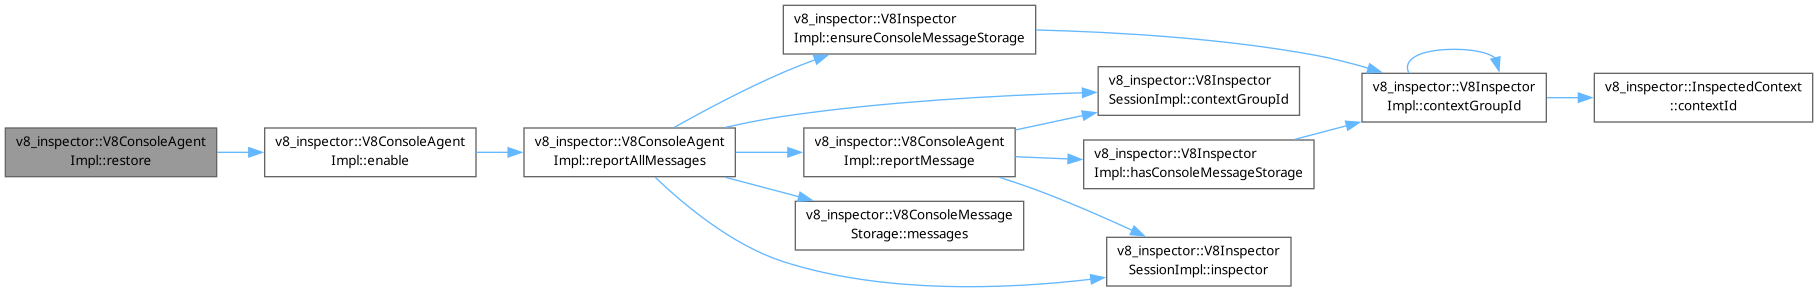 v8_inspector::V8ConsoleAgent
Impl::restore
v8_inspector::V8ConsoleAgent
Impl::enable
v8_inspector::V8ConsoleAgent
Impl::reportAllMessages
v8_inspector::V8Inspector
Impl::ensureConsoleMessageStorage
v8_inspector::V8ConsoleAgent
Impl::reportMessage
v8_inspector::V8ConsoleMessage
Storage::messages
v8_inspector::V8Inspector
SessionImpl::contextGroupId
v8_inspector::V8Inspector
Impl::hasConsoleMessageStorage
v8_inspector::V8Inspector
SessionImpl::inspector
v8_inspector::V8Inspector
Impl::contextGroupId
v8_inspector::InspectedContext
::contextId